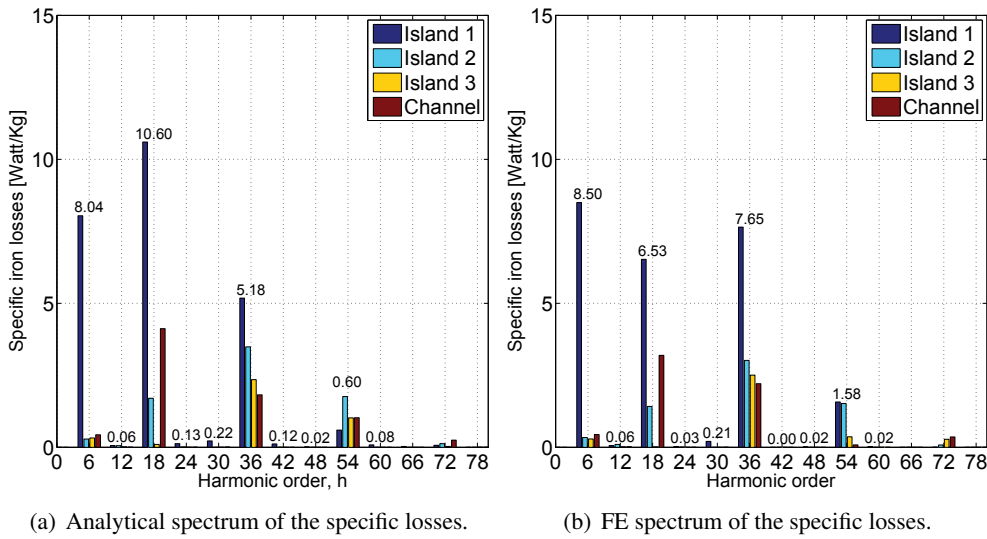 15
10
5
0
Specific iron losses [Watt/Kg]
Island 1
Island 2
Island 3
Channel
8.04
0.06
10.60
0.13
0.22
5.18
0.12
0.02
0.60
0.08
0 6 12 18 24 30 36 42 48 54 60 66 72 78
Harmonic order, h
(a) Analytical spectrum of the specific losses.
15
10
5
0
Specific iron losses [Watt/Kg]
Island 1
Island 2
Island 3
Channel
8.50
0.06
6.53
0.03
0.21
7.65
0.00
0.02
1.58
0.02
0 6 12 18 24 30 36 42 48 54 60 66 72 78
Harmonic order
(b) FE spectrum of the specific losses.